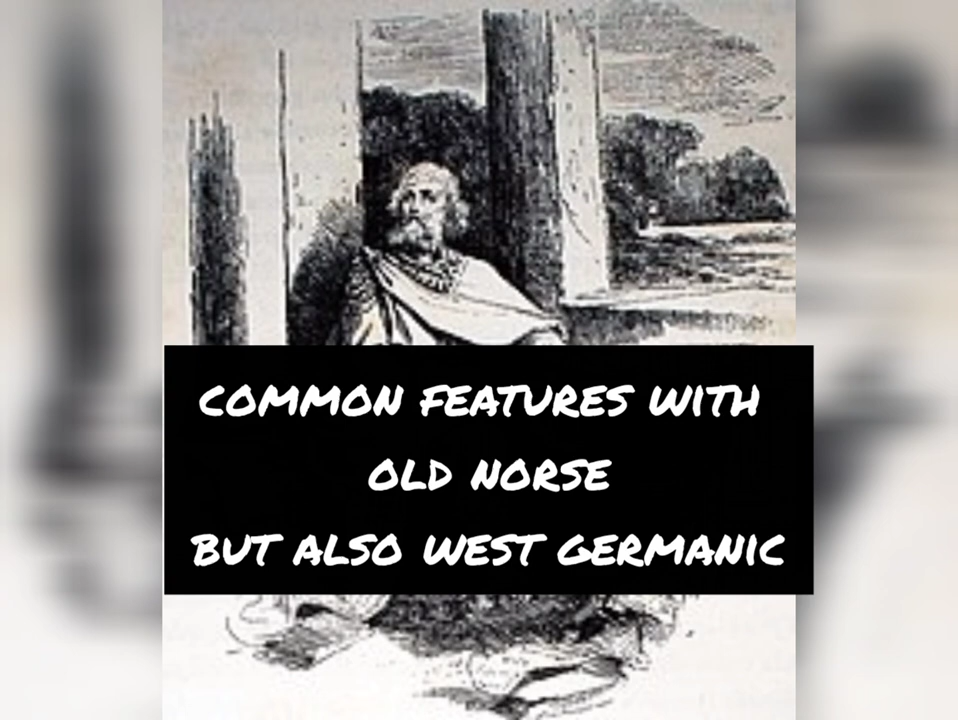 COMMON FEATURES WITH
OLD NORSE
BUT ALSO WEST GERMANIC